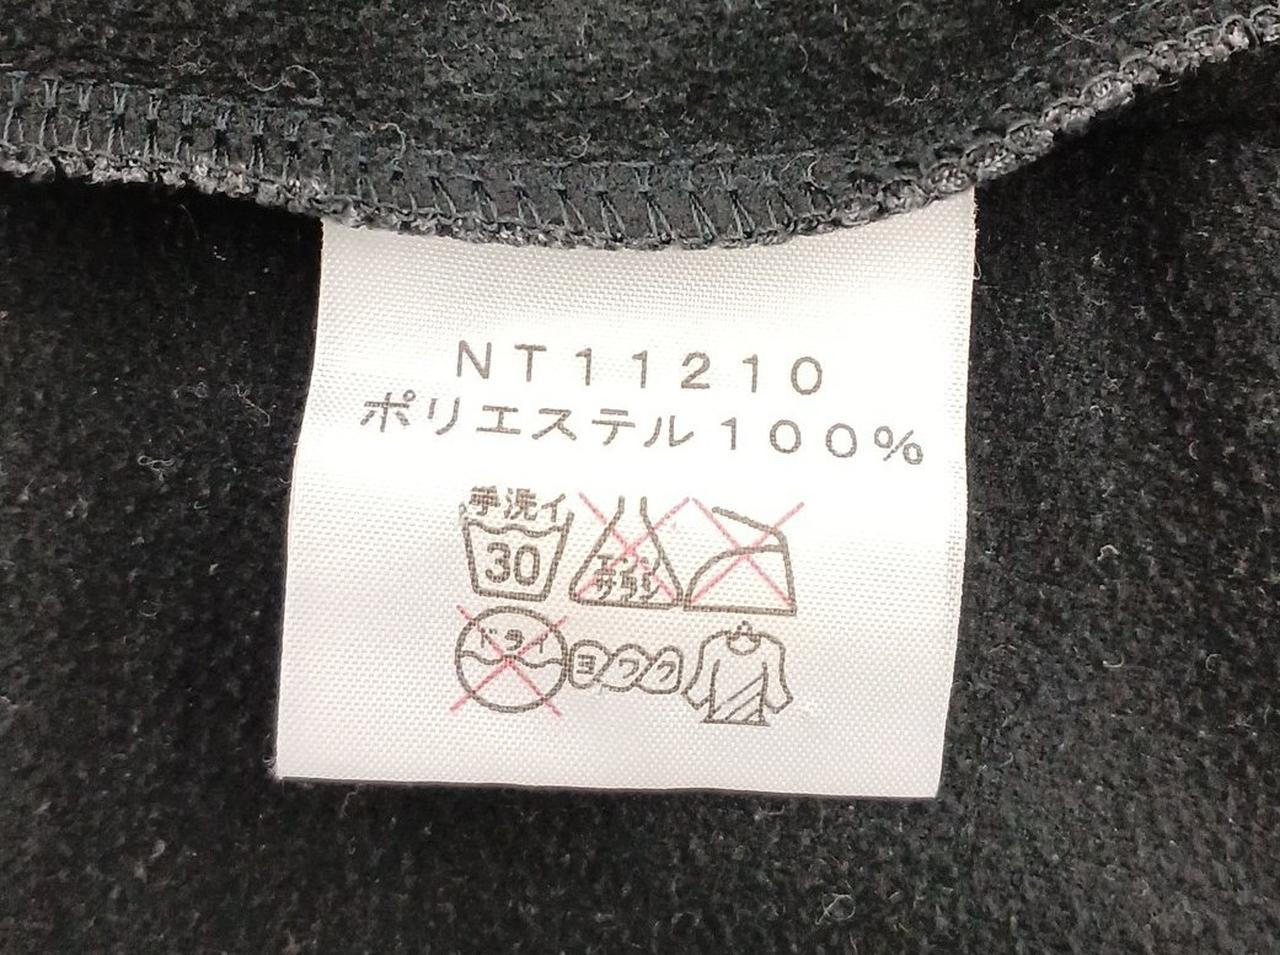 NT11210
ポリエステル100%
手洗イ
30
エンソ
サラシ
ドライ
ヨワク